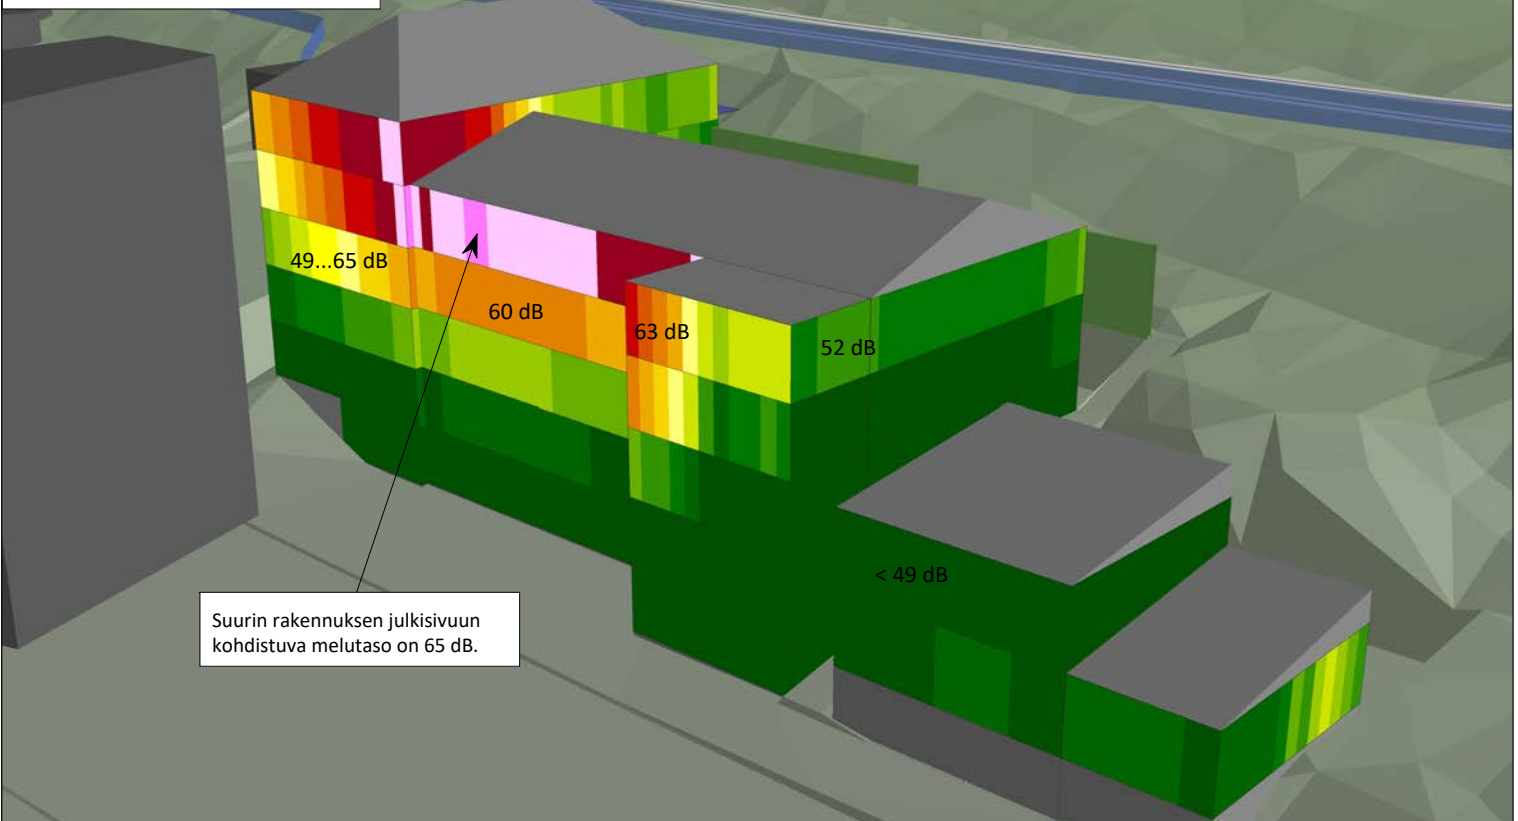 49...65 dB
60 dB
63 dB
52 dB
< 49 dB
Suurin rakennuksen julkisivuun
kohdistuva melutaso on 65 dB.